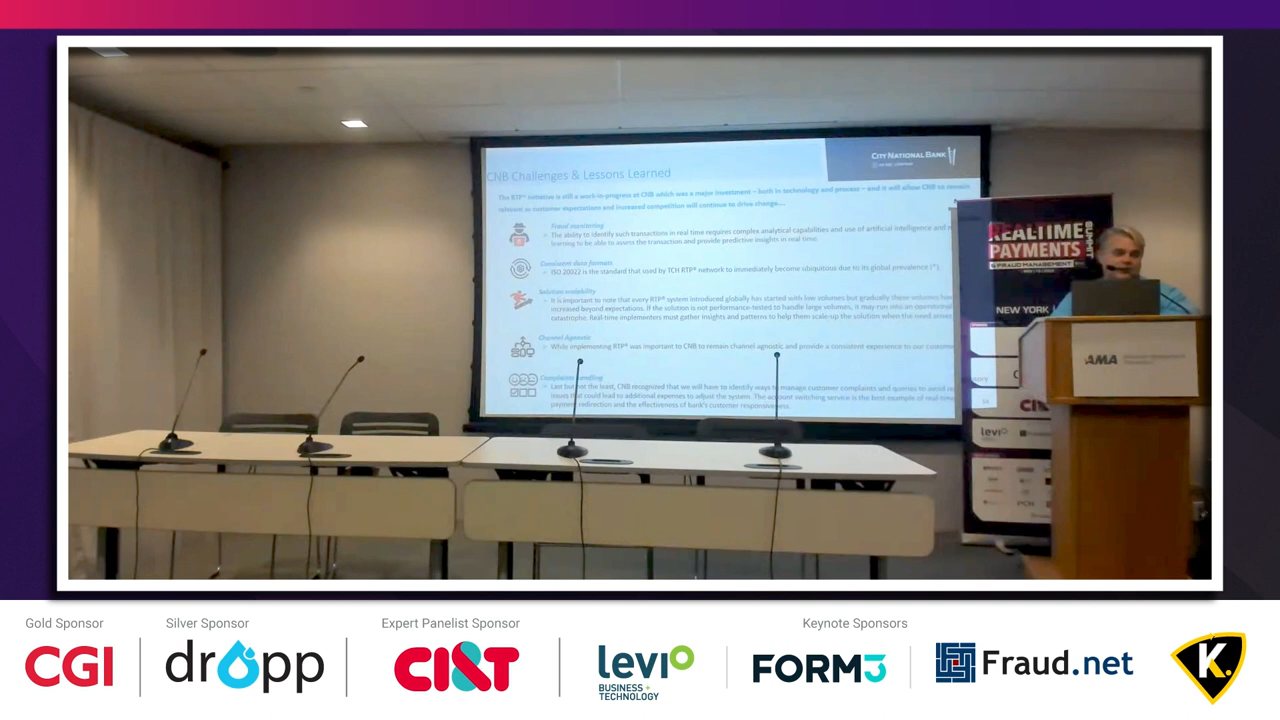 CNB Challenges & Lessons Learned
CITY NATIONAL BANK
The RTP® initiative is still a work-in-progress at CNB which was a major investment – both in technology and process – and it will allow CNB to remain
relevant as customer expectations and increased competition will continue to drive change....
Fraud monitoring
The ability to identify such transactions in real time requires complex analytical capabilities and use of artificial intelligence and
learning to be able to assess the transaction and provide predictive insights in real time.
Consistent data formats
ISO 20022 is the standard that used by TCH RTP® network to immediately become ubiquitous due to its global prevalence (").
Solution scalability
It is important to note that every RTP® system introduced globally has started with low volumes but gradually these volumes
increased beyond expectations. If the solution is not performance-tested to handle large volumes, it may run into an operational
catastrophe. Real-time implementers must gather insights and patterns to help them scale-up the solution when the need arises
Channel Agnostic
While implementing RTP® was important to CNB to remain channel agnostic and provide a consistent experience to our
Complaints handling
Last but not the least, CNB recognized that we will have to identify ways to manage customer complaints and queries to avoid
issues that could lead to additional expenses to adjust the system. The account switching service is the best example of real-time
payment redirection and the effectiveness of bank's customer responsiveness
REALTIME
PAYMENTS
SUMMIT
& FRAUD MANAGEMENT
NEW YORK
AMA
levio
Gold Sponsor
Silver Sponsor
Expert Panelist Sponsor
Keynote Sponsors
CGI
dropp
CI&T
levio
BUSINESS +
TECHNOLOGY
FORM3
Fraud.net
K.